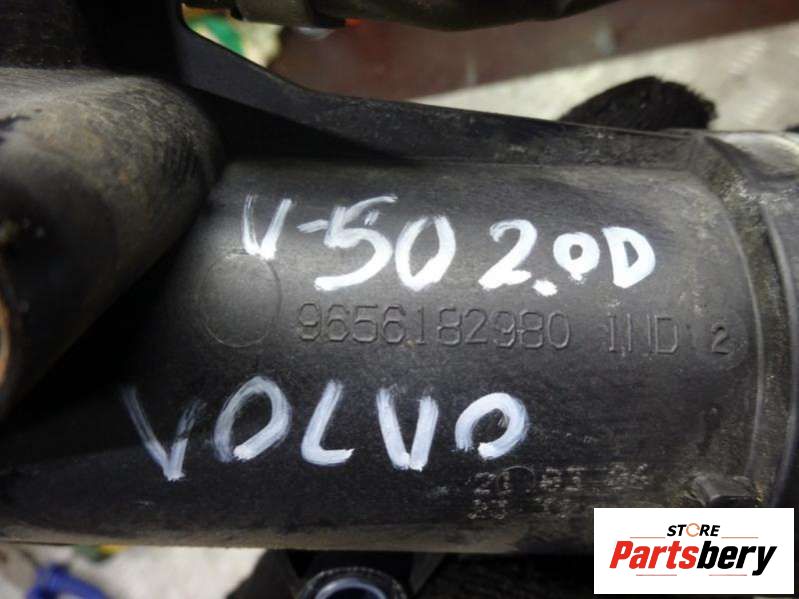 V-50 2.0D
9656182980 IND 2
VOLVO
STORE
Partsbery